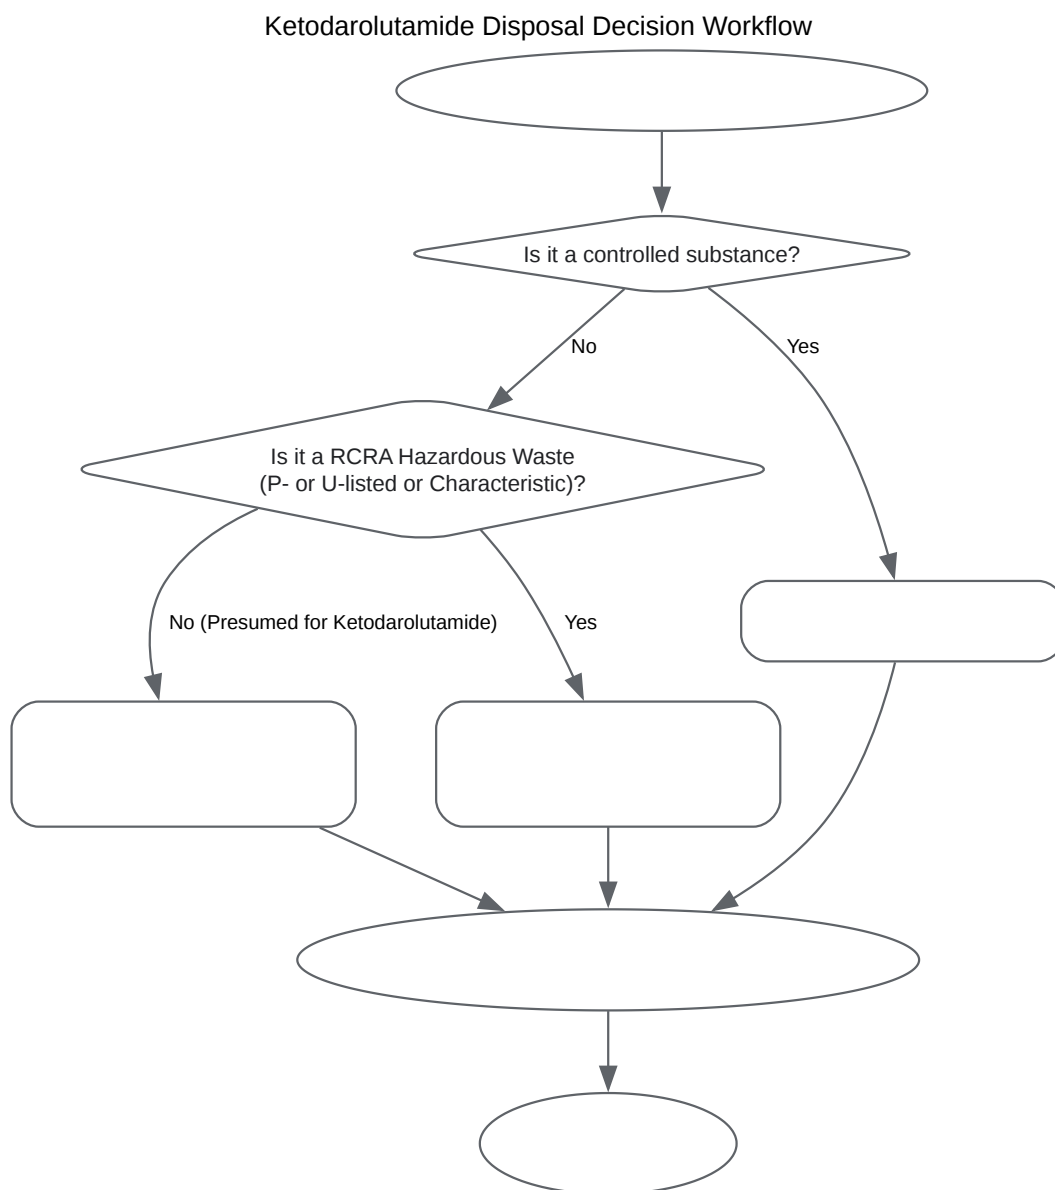 Ketodarolutamide Disposal Decision Workflow
Is it a controlled substance?
No
Yes
Is it a RCRA Hazardous Waste
(P- or U-listed or Characteristic)?
No (Presumed for Ketodarolutamide)
Yes